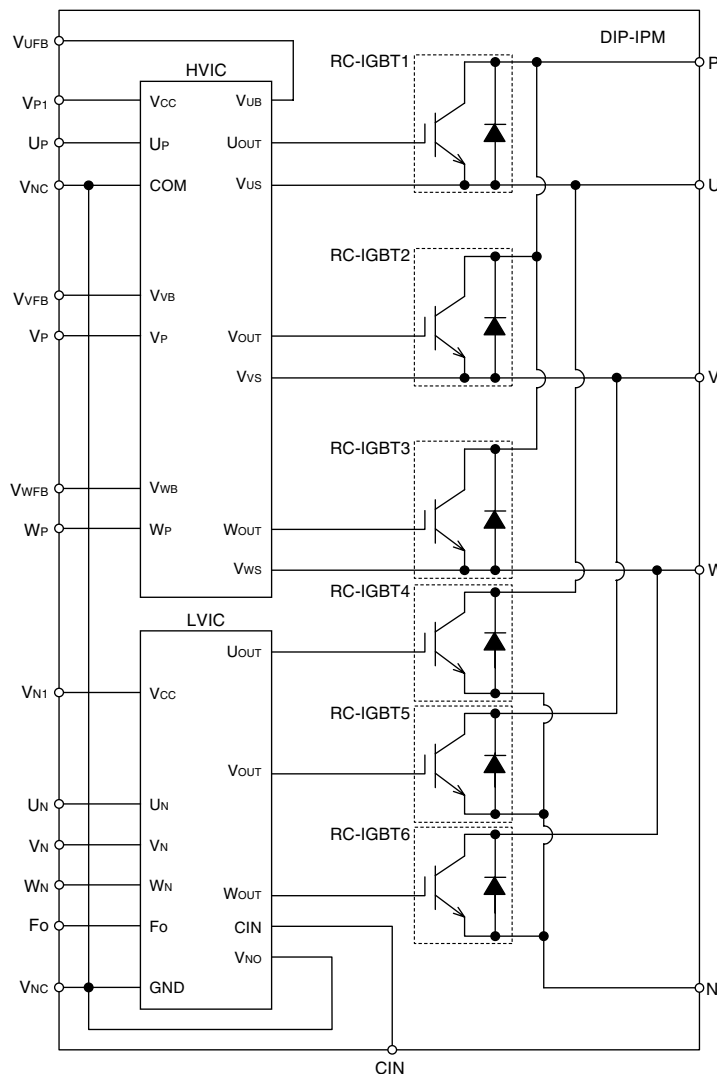 DIP-IPM
VUFB
RC-IGBT1
P
HVIC
VP1
VCC
VUB
UP
UP
UOUT
VNC
COM
VUS
U
RC-IGBT2
VVFB
VVB
VP
VP
VOUT
VVS
V
RC-IGBT3
VWFB
VWB
WP
WP
WOUT
VWS
W
RC-IGBT4
LVIC
UOUT
VN1
VCC
RC-IGBT5
VOUT
UN
UN
VN
VN
RC-IGBT6
WN
WN
WOUT
Fo
Fo
CIN
VNO
VNC
GND
N
CIN